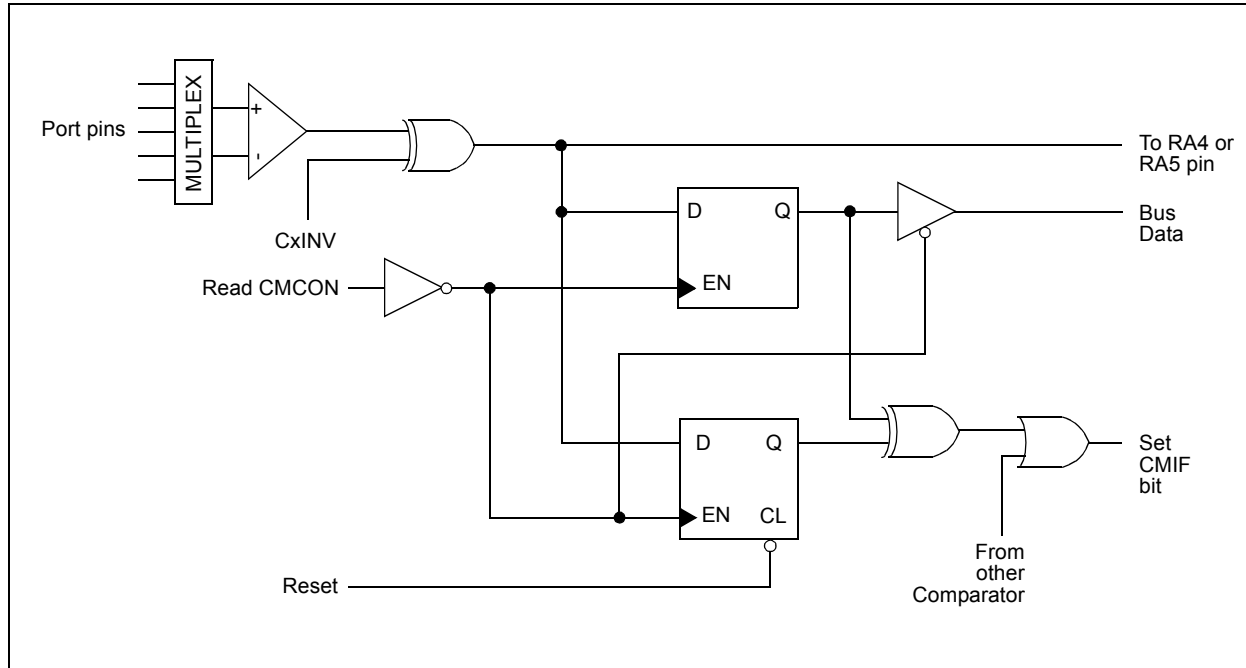 MULTIPLEX
Port pins
+
-
CxINV
To RA4 or
RA5 pin
D
Q
EN
Bus
Data
Read CMCON
D
Q
EN
CL
Set
CMIF
bit
From
other
Comparator
Reset